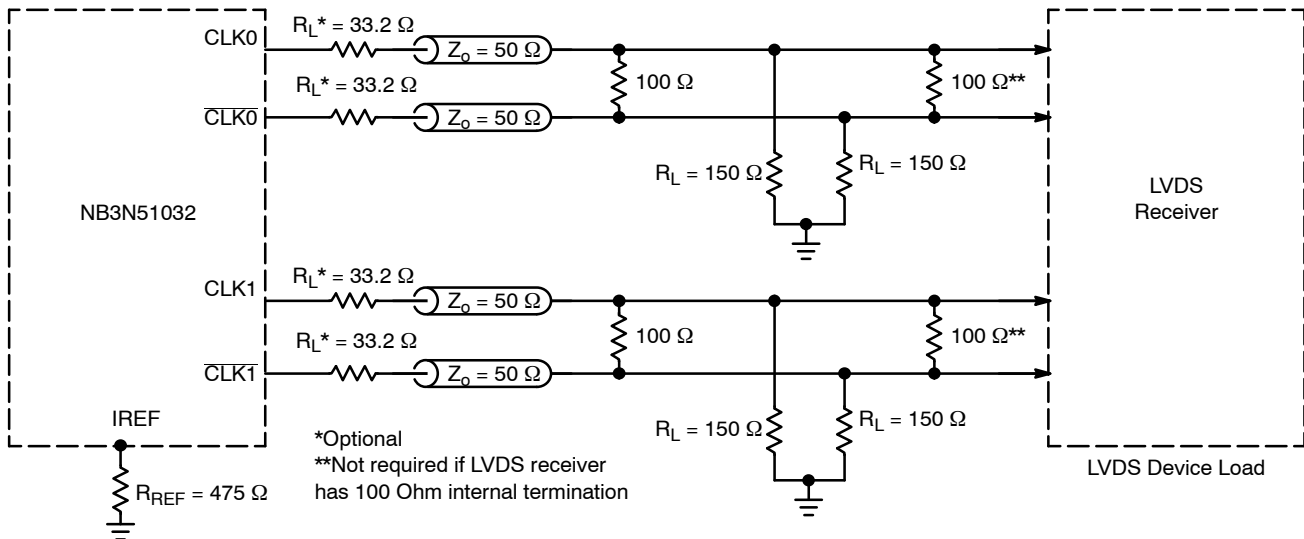 CLK0
R_L* = 33.2 Ω
Z_o = 50 Ω
100 Ω
100 Ω**
R_L* = 33.2 Ω
C̅L̅K̅0̅
Z_o = 50 Ω
R_L = 150 Ω
R_L = 150 Ω
NB3N51032
LVDS
Receiver
CLK1
R_L* = 33.2 Ω
Z_o = 50 Ω
100 Ω
100 Ω**
R_L* = 33.2 Ω
C̅L̅K̅1̅
Z_o = 50 Ω
R_L = 150 Ω
R_L = 150 Ω
IREF
R_REF = 475 Ω
*Optional
**Not required if LVDS receiver
has 100 Ohm internal termination
LVDS Device Load